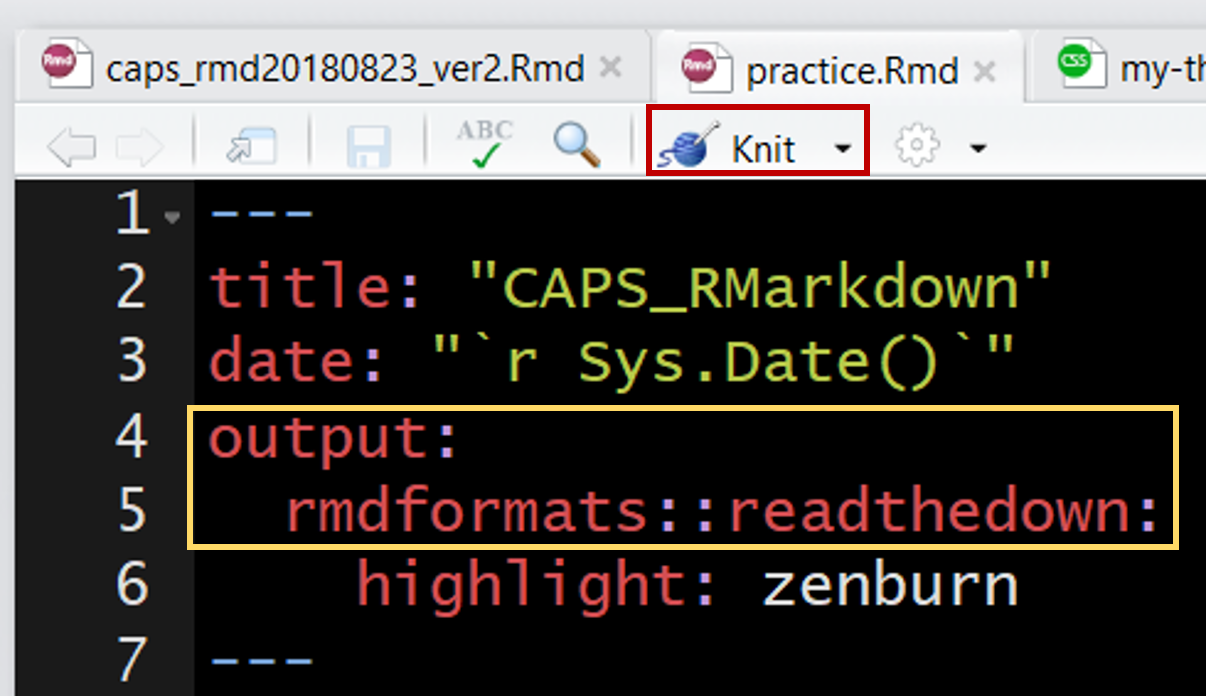 Rmd caps_rmd20180823_ver2.Rmd × Rmd practice.Rmd × CSS my-th
ABC Knit
1 ---
2 title: "CAPS_RMarkdown"
3 date: "`r Sys.Date()`"
4 output:
5   rmdformats::readthedown:
6     highlight: zenburn
7 ---